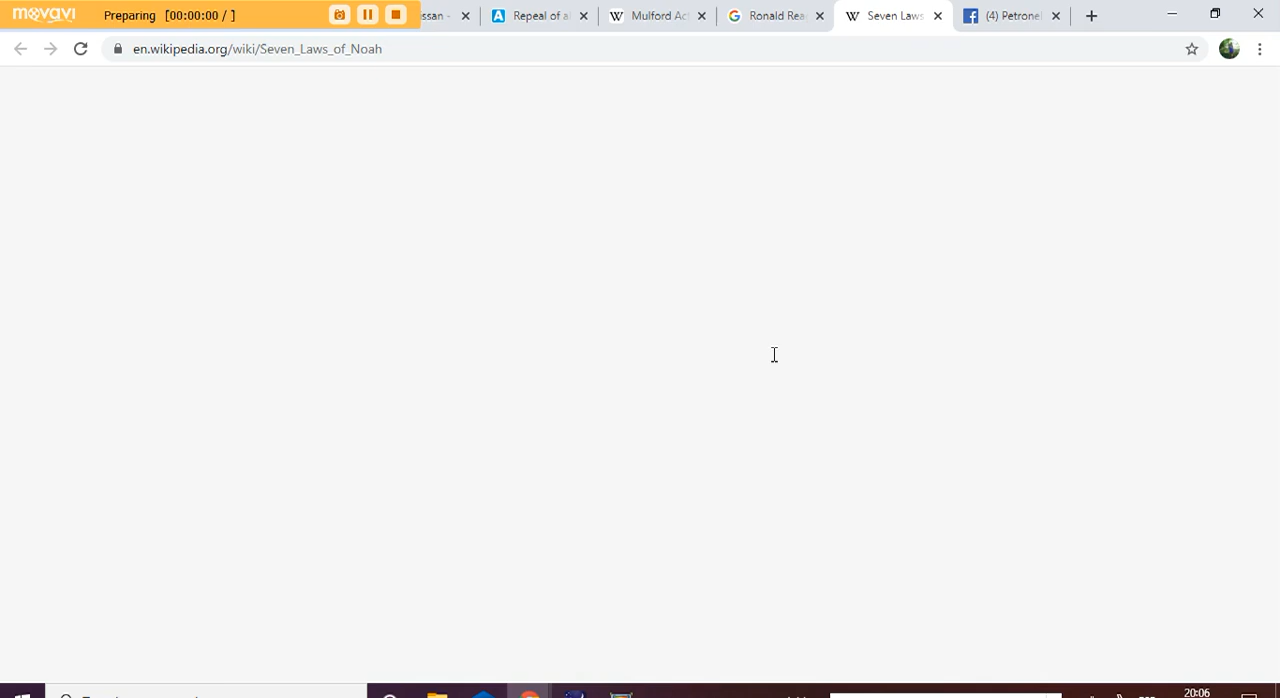 movavi Preparing [00:00:00 / ] ssan - Repeal of a Mulford Ac Ronald Rea Seven Laws (4) Petronel
en.wikipedia.org/wiki/Seven_Laws_of_Noah
20:06